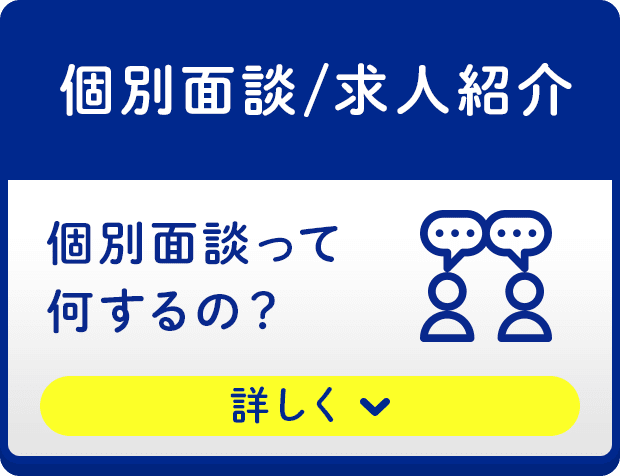 個別面談/求人紹介
個別面談って
何するの？
詳しく